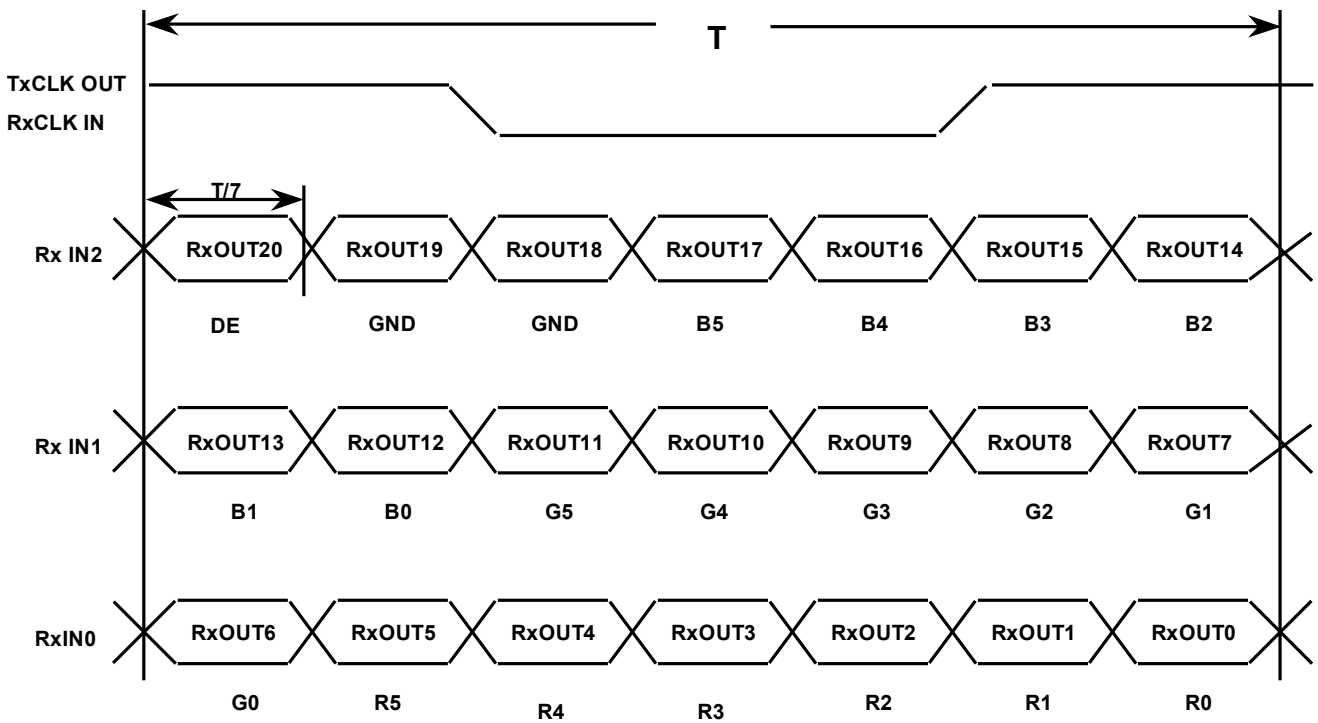 T
TxCLK OUT
RxCLK IN
T/7
Rx IN2 RxOUT20 RxOUT19 RxOUT18 RxOUT17 RxOUT16 RxOUT15 RxOUT14
DE GND GND B5 B4 B3 B2
Rx IN1 RxOUT13 RxOUT12 RxOUT11 RxOUT10 RxOUT9 RxOUT8 RxOUT7
B1 B0 G5 G4 G3 G2 G1
RxIN0 RxOUT6 RxOUT5 RxOUT4 RxOUT3 RxOUT2 RxOUT1 RxOUT0
G0 R5 R4 R3 R2 R1 R0